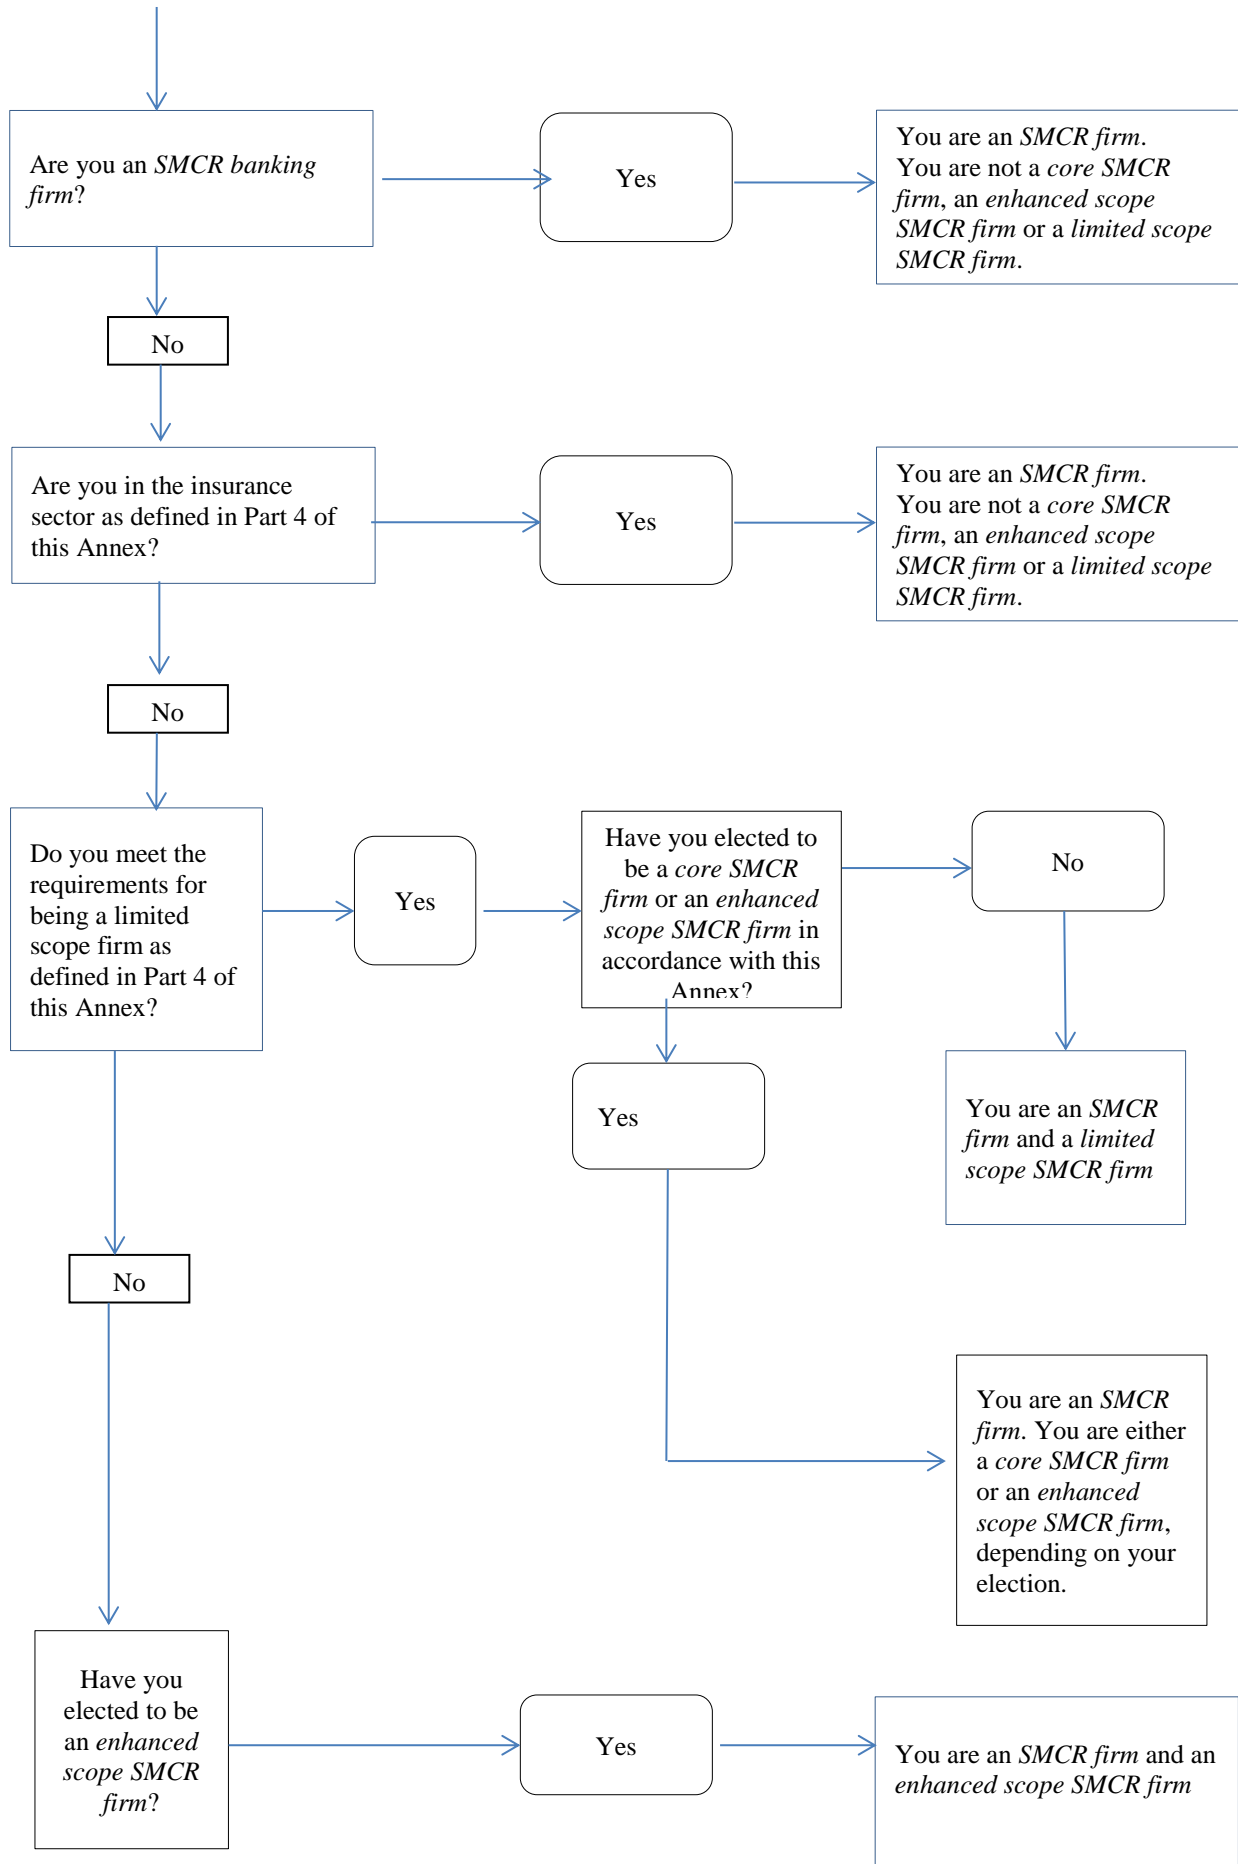 Are you an SMCR banking
firm?
Yes
You are an SMCR firm.
You are not a core SMCR
firm, an enhanced scope
SMCR firm or a limited scope
SMCR firm.
No
Are you in the insurance
sector as defined in Part 4 of
this Annex?
Yes
You are an SMCR firm.
You are not a core SMCR
firm, an enhanced scope
SMCR firm or a limited scope
SMCR firm.
No
Do you meet the
requirements for
being a limited
scope firm as
defined in Part 4 of
this Annex?
Yes
Have you elected to
be a core SMCR
firm or an enhanced
scope SMCR firm in
accordance with this
Annex?
No
Yes
You are an SMCR
firm and a limited
scope SMCR firm
No
You are an SMCR
firm. You are either
a core SMCR firm
or an enhanced
scope SMCR firm,
depending on your
election.
Have you
elected to be
an enhanced
scope SMCR
firm?
Yes
You are an SMCR firm and an
enhanced scope SMCR firm